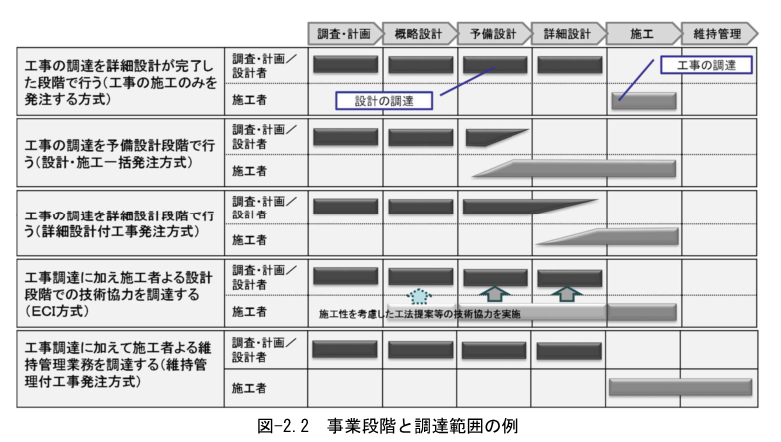 調査・計画 概略設計 予備設計 詳細設計 施工 維持管理
工事の調達を詳細設計が完了し
た段階で行う(工事の施工のみを
発注する方式)
調査・計画／
設計者
施工者
設計の調達
工事の調達
工事の調達を予備設計段階で行
う(設計・施工一括発注方式)
調査・計画／
設計者
施工者
工事の調達を詳細設計段階で行
う(詳細設計付工事発注方式)
調査・計画／
設計者
施工者
工事調達に加え施工者よる設計
段階での技術協力を調達する
(ECI方式)
調査・計画／
設計者
施工者
施工性を考慮した工法提案等の技術協力を実施
工事調達に加えて施工者よる維
持管理業務を調達する(維持管
理付工事発注方式)
調査・計画／
設計者
施工者
図-2.2 事業段階と調達範囲の例